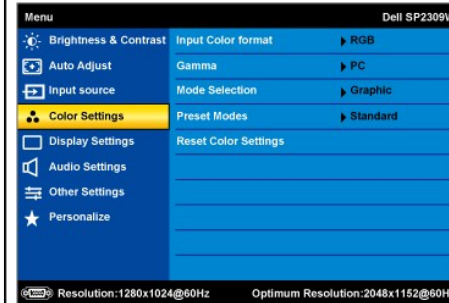 Menu Dell SP2309W
Brightness & Contrast Input Color format RGB
Auto Adjust Gamma PC
Input source Mode Selection Graphic
Color Settings Preset Modes Standard
Display Settings Reset Color Settings
Audio Settings
Other Settings
Personalize
Resolution:1280x1024@60Hz Optimum Resolution:2048x1152@60H